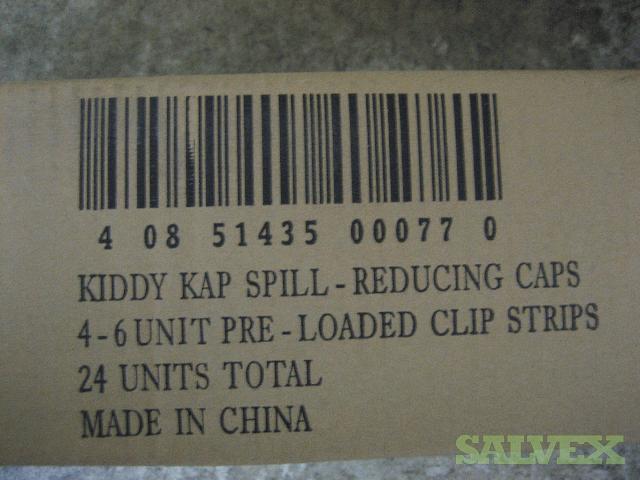 4 08 51435 00077 0
KIDDY KAP SPILL-REDUCING CAPS
4-6 UNIT PRE-LOADED CLIP STRIPS
24 UNITS TOTAL
MADE IN CHINA
SALVEX